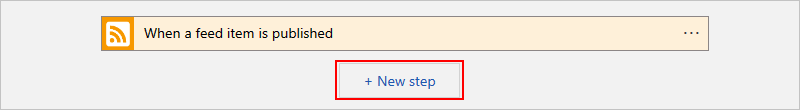 When a feed item is published
+ New step